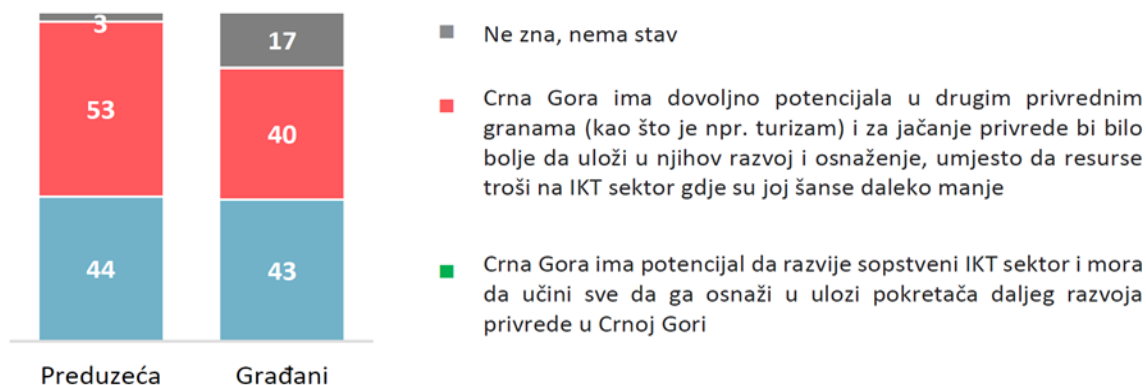 3
17
53
40
44
43
Preduzeća
Građani
Ne zna, nema stav
Crna Gora ima dovoljno potencijala u drugim privrednim
granama (kao što je npr. turizam) i za jačanje privrede bi bilo
bolje da uloži u njihov razvoj i osnaženje, umjesto da resurse
troši na IKT sektor gdje su joj šanse daleko manje
Crna Gora ima potencijal da razvije sopstveni IKT sektor i mora
da učini sve da ga osnaži u ulozi pokretača daljeg razvoja
privrede u Crnoj Gori